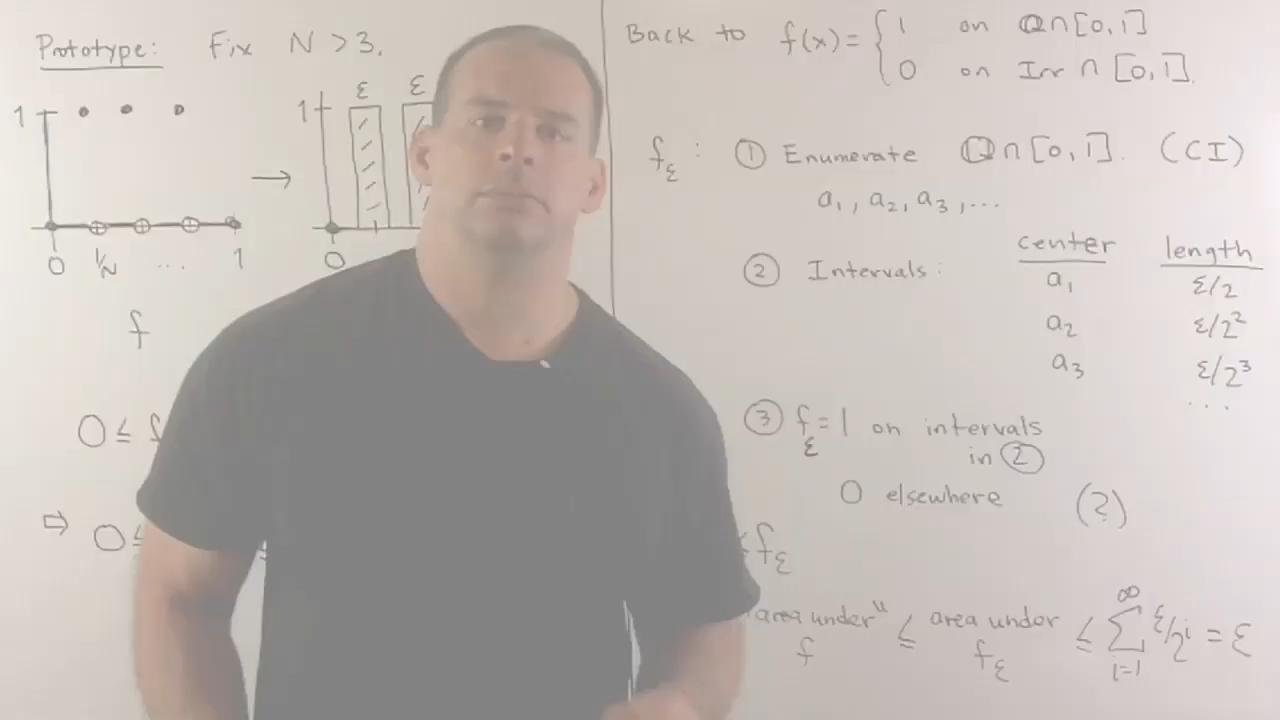 Prototype: Fix N > 3.
1
1
ε ε
0 1/N ... 1
0
f
0 ≤ f
⇒ 0 ≤
Back to f(x) = { 1 on ℚ∩[0,1]
0 on Irr ∩ [0,1].
f_ε : ① Enumerate ℚ∩[0,1]. (CI)
a₁, a₂, a₃, ...
② Intervals: center length
a₁ ε/2
a₂ ε/2²
a₃ ε/2³
...
③ f_ε = 1 on intervals
in ②
0 elsewhere (?)
≤ f_ε
area under" f ≤ area under f_ε ≤ ∑_{i=1}^∞ ε/2^i = ε